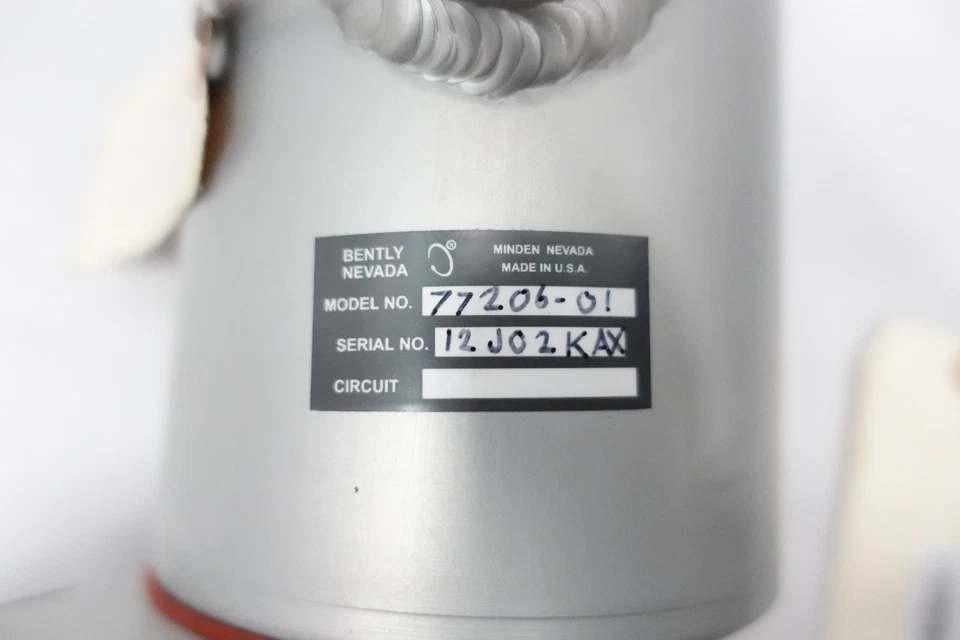 BENTLY NEVADA ®
MINDEN NEVADA
MADE IN U.S.A.
MODEL NO. 77206-01
SERIAL NO. 12J02KAX
CIRCUIT